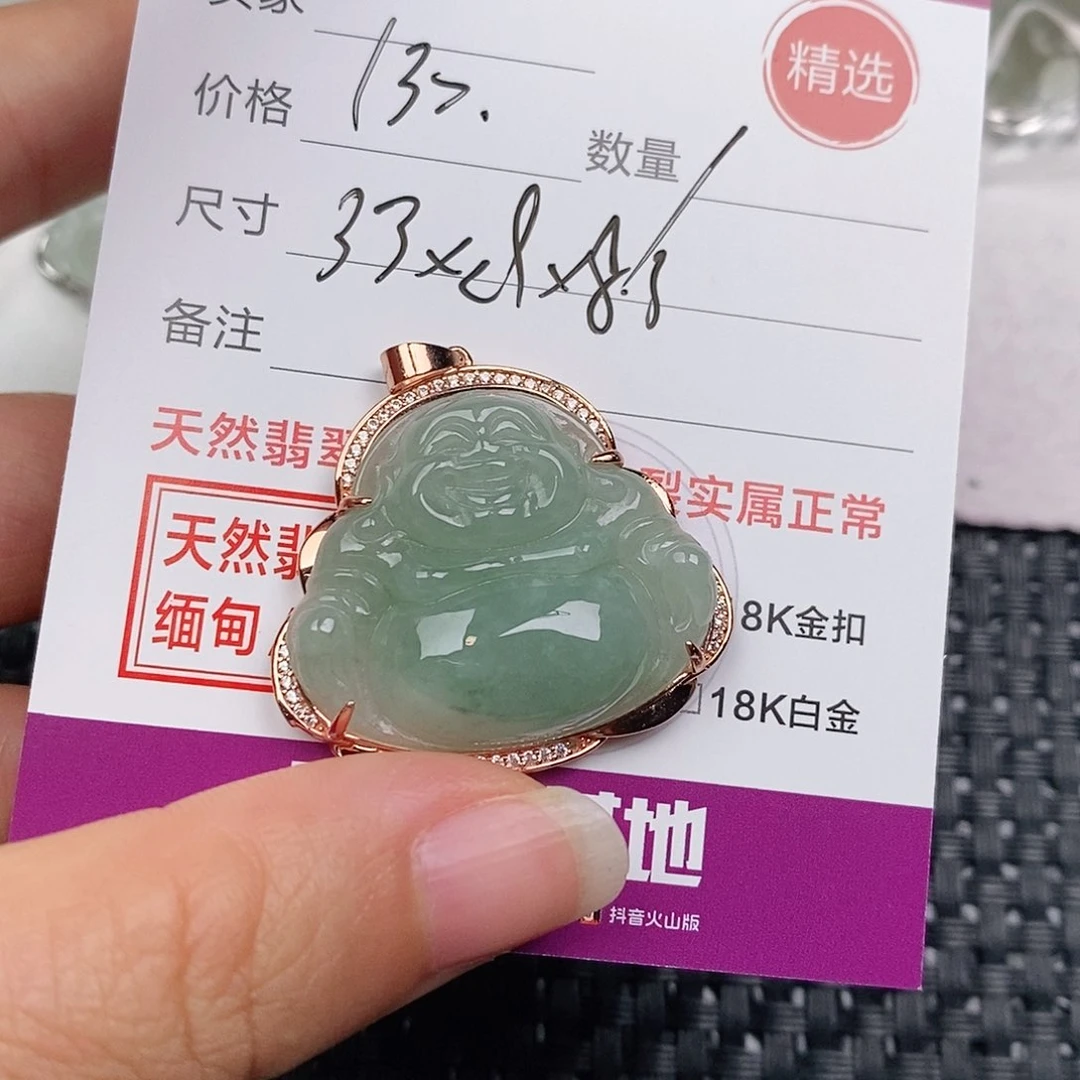 精选
价格
数量
尺寸 33x
备注
天然翡翠
裂实属正常
天然翡
缅甸
8K金扣
18K白金
地
抖音火山版